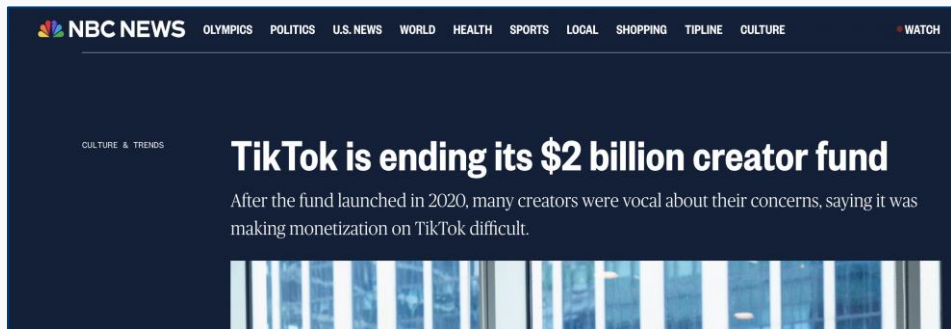 NBC NEWS OLYMPICS POLITICS U.S. NEWS WORLD HEALTH SPORTS LOCAL SHOPPING TIPLINE CULTURE WATCH
CULTURE & TRENDS
TikTok is ending its $2 billion creator fund
After the fund launched in 2020, many creators were vocal about their concerns, saying it was
making monetization on TikTok difficult.